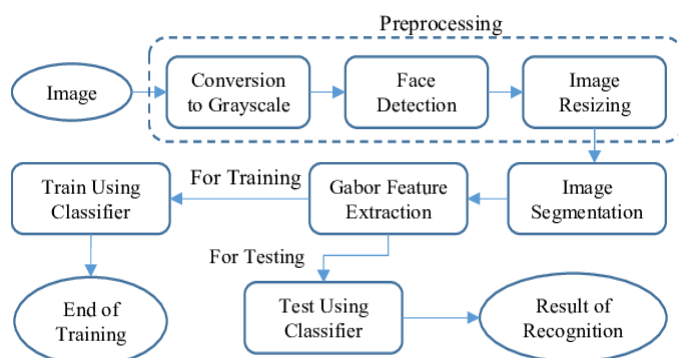 Preprocessing
Image
Conversion
to Grayscale
Face
Detection
Image
Resizing
Train Using
Classifier
For Training
Gabor Feature
Extraction
Image
Segmentation
For Testing
End of
Training
Test Using
Classifier
Result of
Recognition